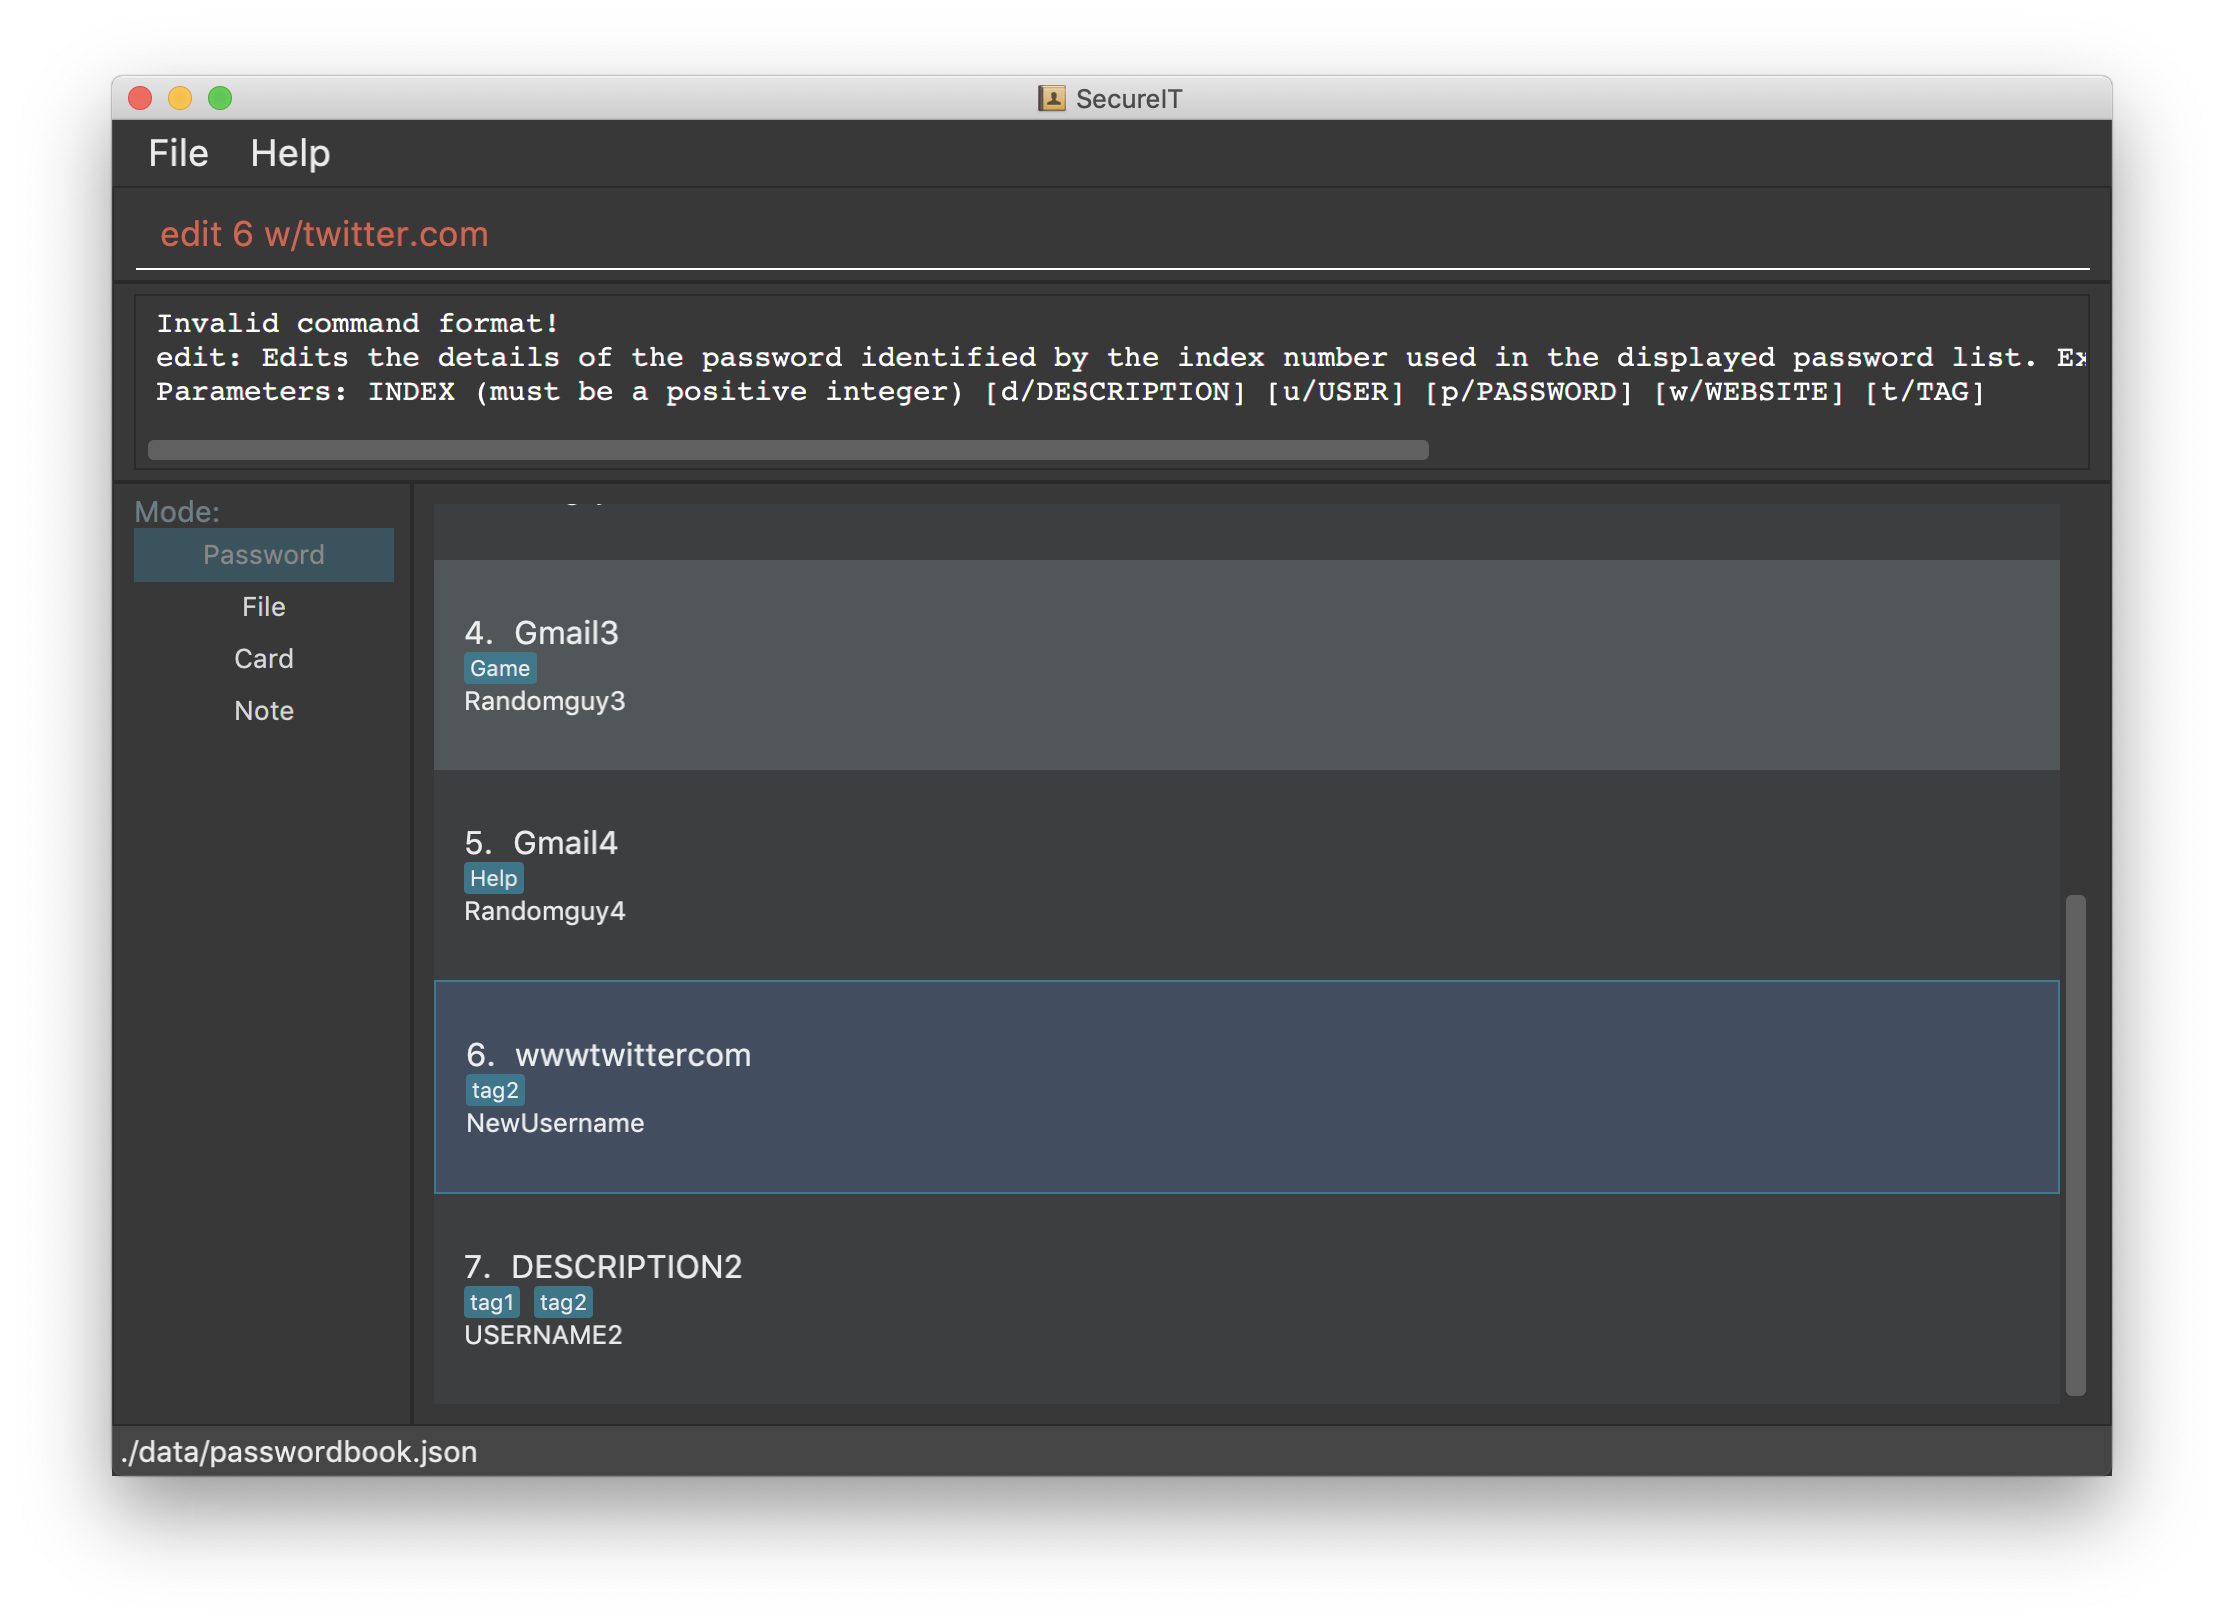 SecureIT
File Help
edit 6 w/twitter.com
Invalid command format!
edit: Edits the details of the password identified by the index number used in the displayed password list. Ex
Parameters: INDEX (must be a positive integer) [d/DESCRIPTION] [u/USER] [p/PASSWORD] [w/WEBSITE] [t/TAG]
Mode:
Password
File
Card
Note
4. Gmail3
Game
Randomguy3
5. Gmail4
Help
Randomguy4
6. wwwtwittercom
tag2
NewUsername
7. DESCRIPTION2
tag1 tag2
USERNAME2
./data/passwordbook.json